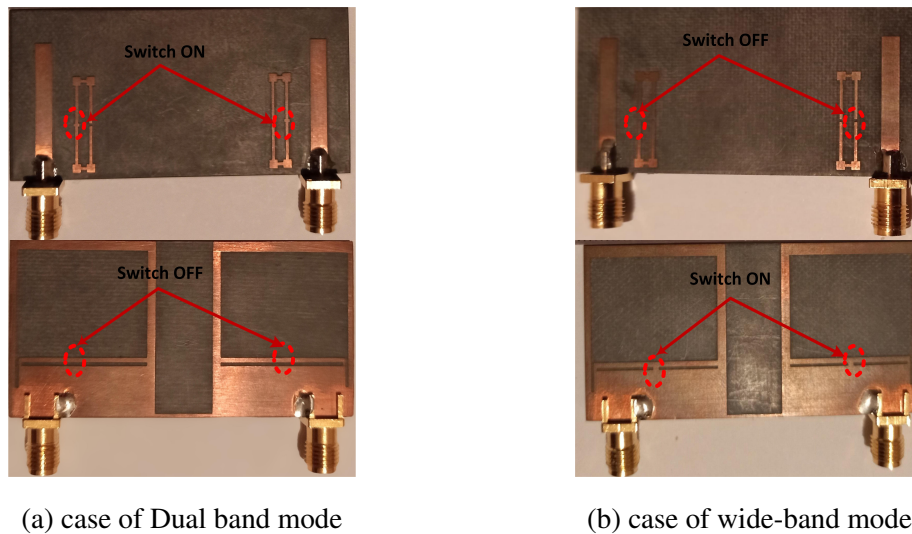 Switch ON
Switch OFF
Switch OFF
Switch ON
(a) case of Dual band mode
(b) case of wide-band mode